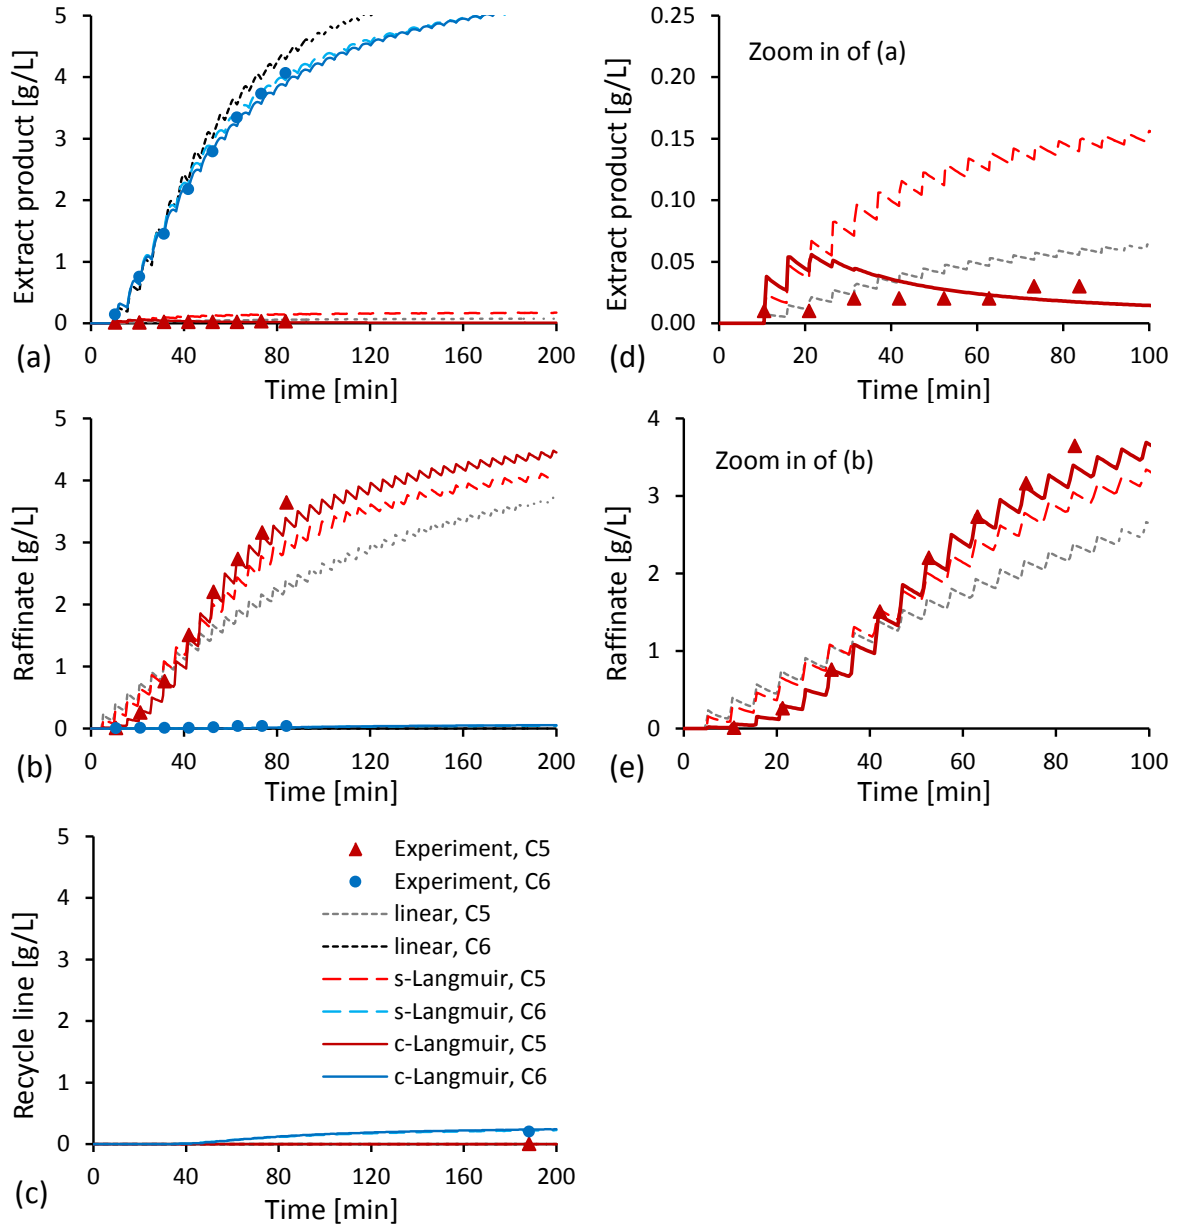 Extract product [g/L]
5
4
3
2
1
0
0 40 80 120 160 200
Time [min]
(a)
Extract product [g/L]
0.25
0.20
0.15
0.10
0.05
0.00
Zoom in of (a)
0 20 40 60 80 100
Time [min]
(d)
Raffinate [g/L]
5
4
3
2
1
0
0 40 80 120 160 200
Time [min]
(b)
Raffinate [g/L]
4
3
2
1
0
Zoom in of (b)
0 20 40 60 80 100
Time [min]
(e)
Recycle line [g/L]
5
4
3
2
1
0
Experiment, C5
Experiment, C6
linear, C5
linear, C6
s-Langmuir, C5
s-Langmuir, C6
c-Langmuir, C5
c-Langmuir, C6
0 40 80 120 160 200
Time [min]
(c)